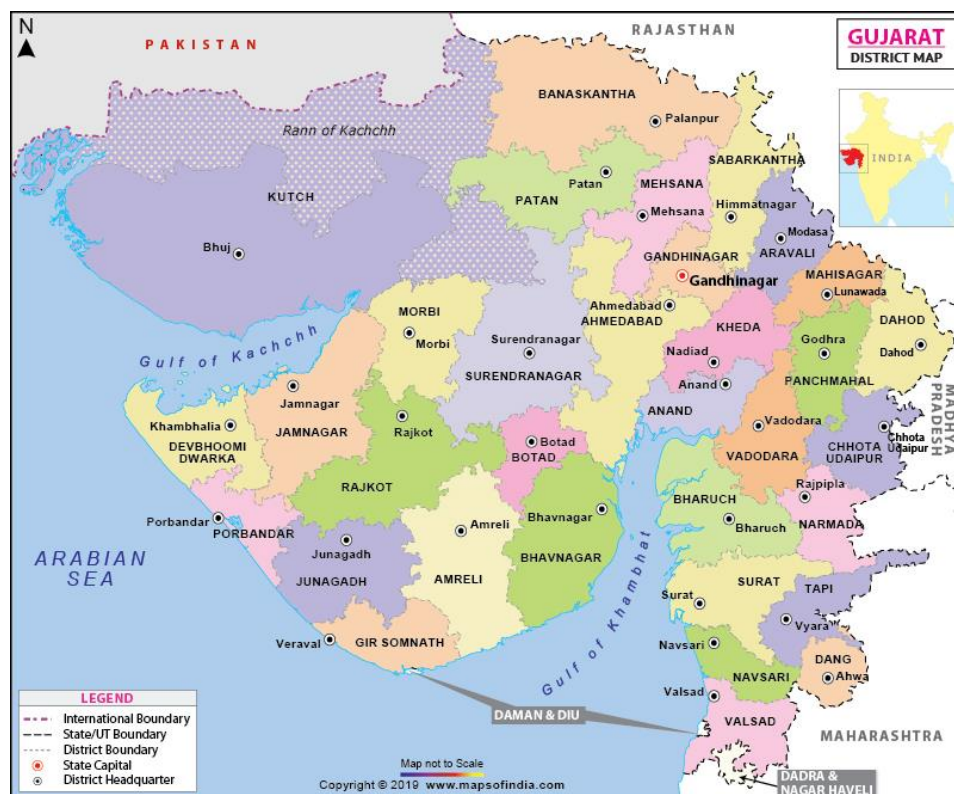 N
PAKISTAN
RAJASTHAN
GUJARAT
DISTRICT MAP
INDIA
BANASKANTHA
Palanpur
Rann of Kachchh
SABARKANTHA
Patan
MEHSANA
KUTCH
PATAN
Mehsana
Himmatnagar
Modasa
Bhuj
GANDHINAGAR
ARAVALI
Gandhinagar
MAHISAGAR
Lunawada
MORBI
Ahmedabad
AHMEDABAD
KHEDA
DAHOD
Morbi
Surendranagar
Godhra
Dahod
Gulf of Kachchh
Nadiad
SURENDRANAGAR
Anand
PANCHMAHAL
MADHYA
PRADESH
Jamnagar
ANAND
Khambhalia
Rajkot
Vadodara
JAMNAGAR
Botad
Chhota
Udaipur
DEVBHOOMI
DWARKA
BOTAD
VADODARA
CHHOTA
UDAIPUR
RAJKOT
BHARUCH
Rajpipla
Porbandar
Bhavnagar
Bharuch
NARMADA
PORBANDAR
Amreli
Junagadh
ARABIAN
SEA
BHAVNAGAR
JUNAGADH
AMRELI
SURAT
TAPI
Surat
Vyara
Gulf of Khambhat
Veraval
GIR SOMNATH
Navsari
DANG
NAVSARI
Ahwa
Valsad
DAMAN & DIU
VALSAD
MAHARASHTRA
LEGEND
International Boundary
State/UT Boundary
District Boundary
State Capital
District Headquarter
Map not to Scale
Copyright © 2019 www.mapsofindia.com
DADRA &
NAGAR HAVELI